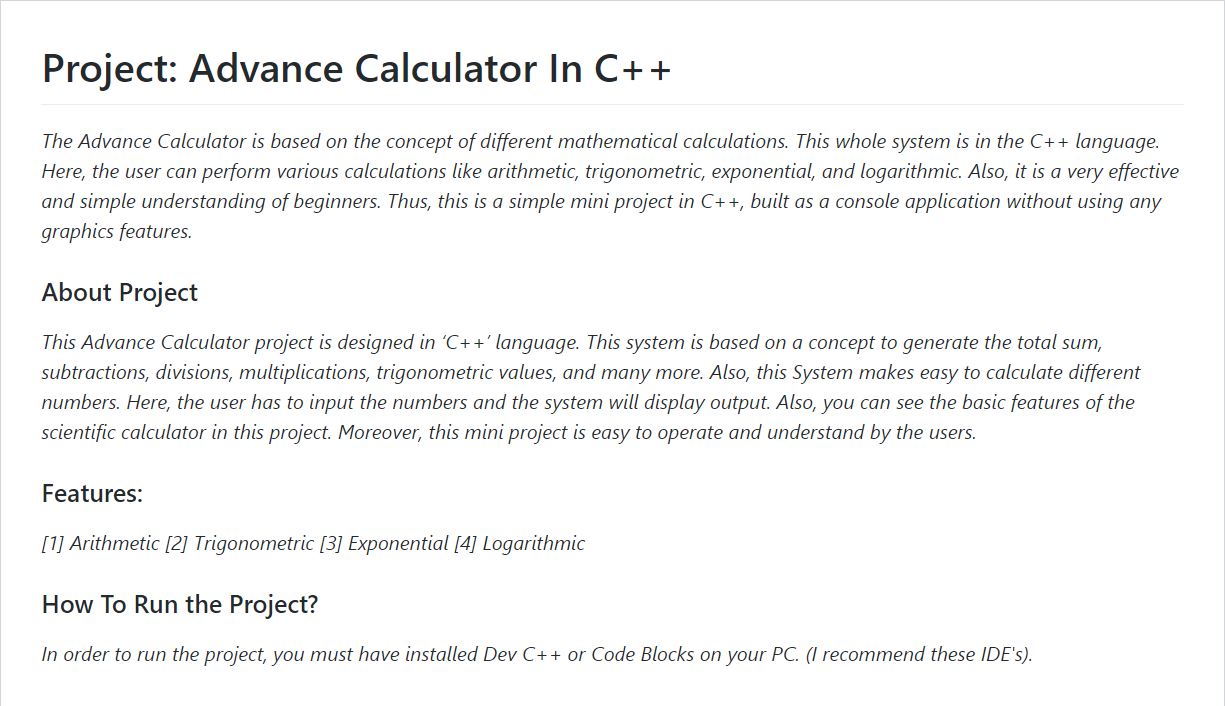 Project: Advance Calculator In C++
The Advance Calculator is based on the concept of different mathematical calculations. This whole system is in the C++ language.
Here, the user can perform various calculations like arithmetic, trigonometric, exponential, and logarithmic. Also, it is a very effective
and simple understanding of beginners. Thus, this is a simple mini project in C++, built as a console application without using any
graphics features.
About Project
This Advance Calculator project is designed in ‘C++’ language. This system is based on a concept to generate the total sum,
subtractions, divisions, multiplications, trigonometric values, and many more. Also, this System makes easy to calculate different
numbers. Here, the user has to input the numbers and the system will display output. Also, you can see the basic features of the
scientific calculator in this project. Moreover, this mini project is easy to operate and understand by the users.
Features:
[1] Arithmetic [2] Trigonometric [3] Exponential [4] Logarithmic
How To Run the Project?
In order to run the project, you must have installed Dev C++ or Code Blocks on your PC. (I recommend these IDE's).